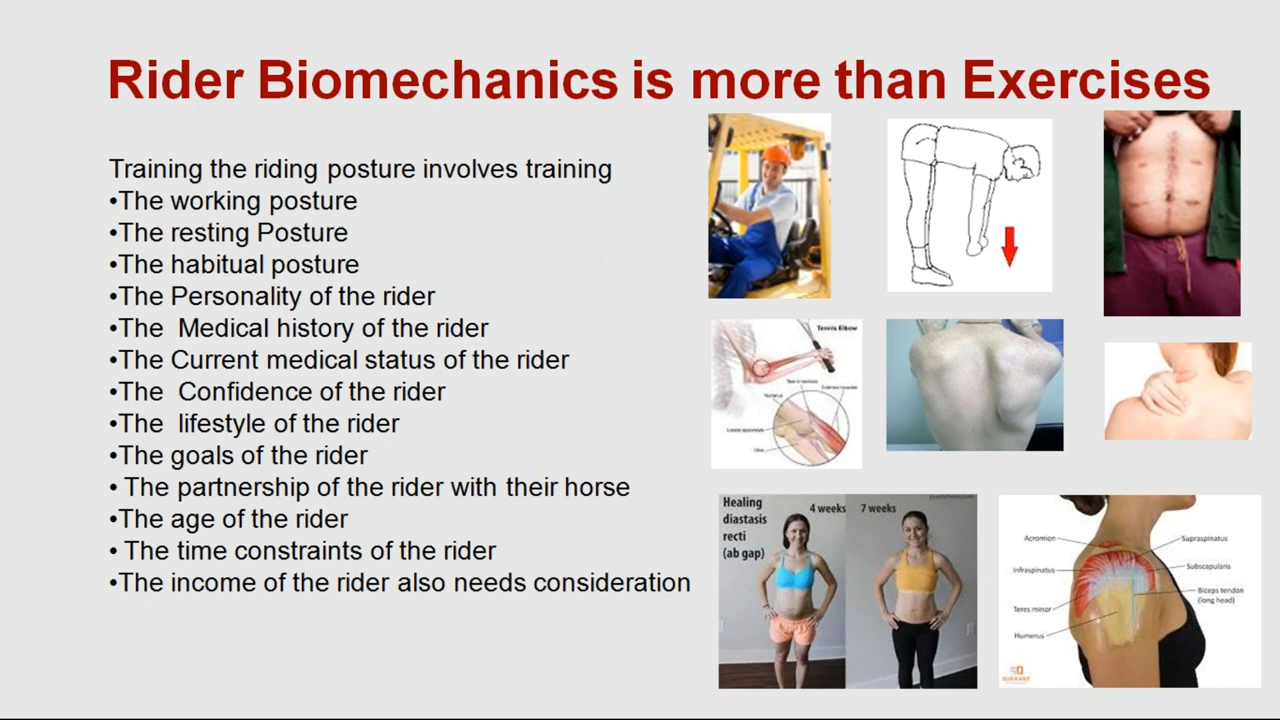 Rider Biomechanics is more than Exercises
Training the riding posture involves training
•The working posture
•The resting Posture
•The habitual posture
•The Personality of the rider
•The  Medical history of the rider
•The Current medical status of the rider
•The  Confidence of the rider
•The  lifestyle of the rider
•The goals of the rider
• The partnership of the rider with their horse
•The age of the rider
• The time constraints of the rider
•The income of the rider also needs consideration
Tennis Elbow
Healing
diastasis
recti
(ab gap)
4 weeks
7 weeks
Acromion
Supraspinatus
Infraspinatus
Subscapularis
Biceps tendon
(long head)
Teres minor
Humerus